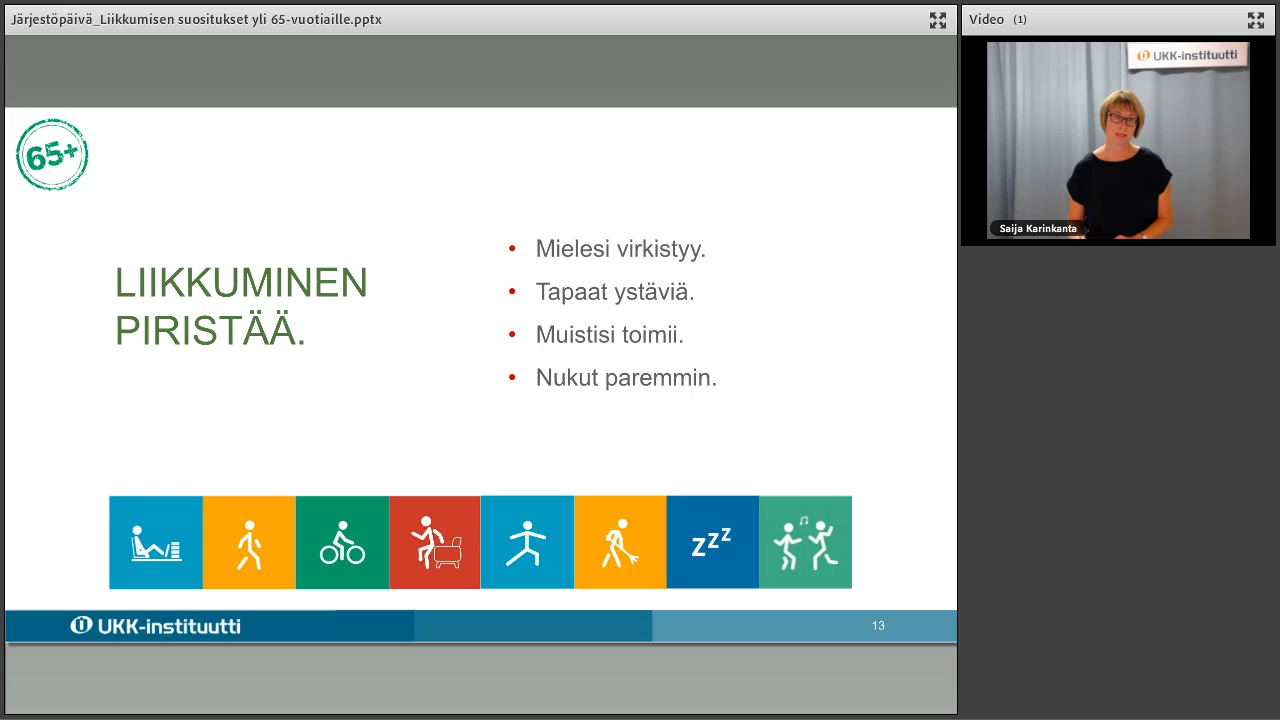 Järjestöpäivä_Liikkumisen suositukset yli 65-vuotiaille.pptx
Video (1)
UKK-instituutti
Saija Karinkanta
65+
LIIKKUMINEN
PIRISTÄÄ.
• Mielesi virkistyy.
• Tapaat ystäviä.
• Muistisi toimii.
• Nukut paremmin.
zzz
UKK-instituutti
13